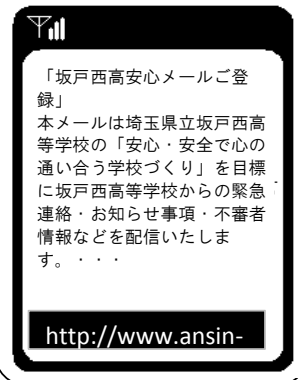 「坂戸西高安心メールご登
録」
本メールは埼玉県立坂戸西高
等学校の「安心・安全で心の
通い合う学校づくり」を目標
に坂戸西高等学校からの緊急
連絡・お知らせ事項・不審者
情報などを配信いたしま
す。・・・
http://www.ansin-